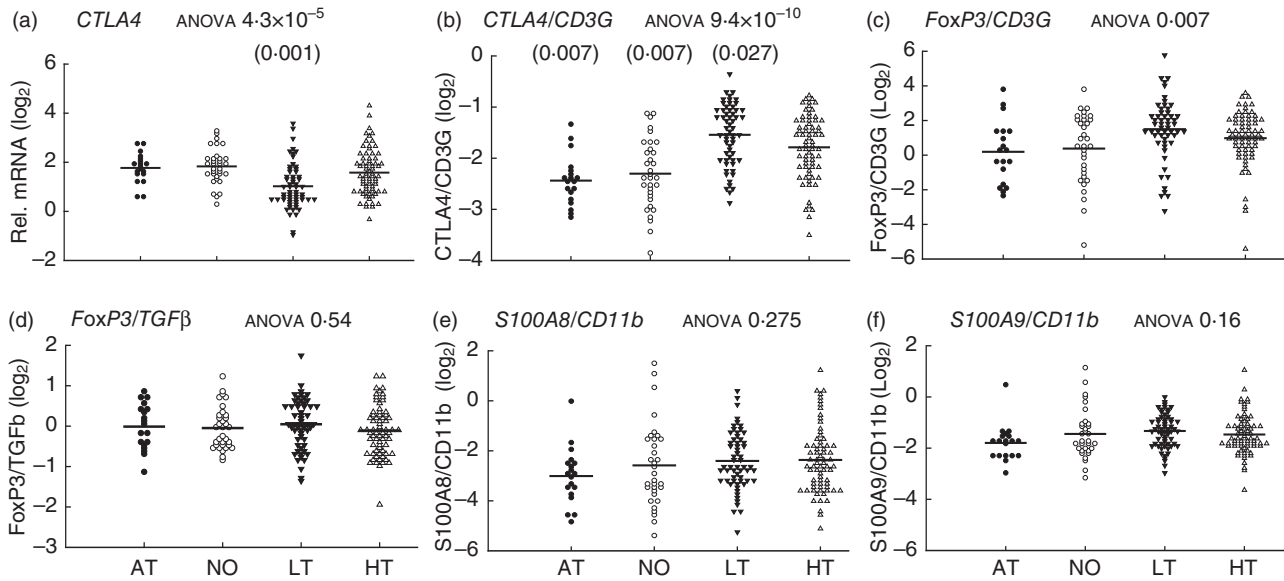 (a) CTLA4 ANOVA 4·3×10⁻⁵
(0·001)
Rel. mRNA (log₂)
6
4
2
0
−2
(b) CTLA4/CD3G ANOVA 9·4×10⁻¹⁰
(0·007) (0·007) (0·027)
CTLA4/CD3G (log₂)
0
−1
−2
−3
−4
(c) FoxP3/CD3G ANOVA 0·007
FoxP3/CD3G (Log₂)
6
4
2
0
−2
−4
−6
(d) FoxP3/TGFβ ANOVA 0·54
FoxP3/TGFb (log₂)
2
1
0
−1
−2
−3
AT NO LT HT
(e) S100A8/CD11b ANOVA 0·275
S100A8/CD11b (log₂)
2
0
−2
−4
−6
AT NO LT HT
(f) S100A9/CD11b ANOVA 0·16
S100A9/CD11b (Log₂)
2
0
−2
−4
−6
AT NO LT HT